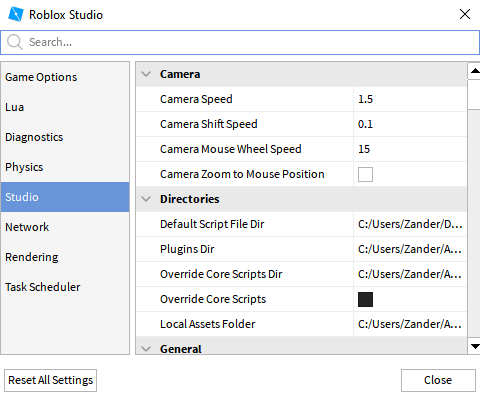 Roblox Studio
Search...
Game Options
Lua
Diagnostics
Physics
Studio
Network
Rendering
Task Scheduler
Camera
Camera Speed 1.5
Camera Shift Speed 0.1
Camera Mouse Wheel Speed 15
Camera Zoom to Mouse Position
Directories
Default Script File Dir C:/Users/Zander/D...
Plugins Dir C:/Users/Zander/A...
Override Core Scripts Dir C:/Users/Zander/A...
Override Core Scripts
Local Assets Folder C:/Users/Zander/A...
General
Reset All Settings
Close